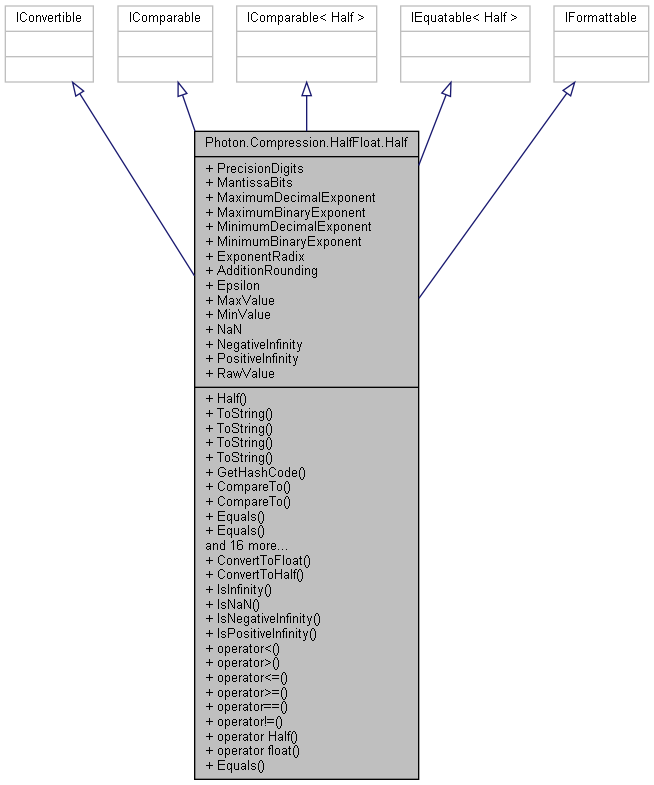 IConvertible
IComparable
IComparable< Half >
IEquatable< Half >
IFormattable
Photon.Compression.HalfFloat.Half
+ PrecisionDigits
+ MantissaBits
+ MaximumDecimalExponent
+ MaximumBinaryExponent
+ MinimumDecimalExponent
+ MinimumBinaryExponent
+ ExponentRadix
+ AdditionRounding
+ Epsilon
+ MaxValue
+ MinValue
+ NaN
+ NegativeInfinity
+ PositiveInfinity
+ RawValue
+ Half()
+ ToString()
+ ToString()
+ ToString()
+ ToString()
+ GetHashCode()
+ CompareTo()
+ CompareTo()
+ Equals()
+ Equals()
and 16 more...
+ ConvertToFloat()
+ ConvertToHalf()
+ IsInfinity()
+ IsNaN()
+ IsNegativeInfinity()
+ IsPositiveInfinity()
+ operator<()
+ operator>()
+ operator<=()
+ operator>=()
+ operator==()
+ operator!=()
+ operator Half()
+ operator float()
+ Equals()